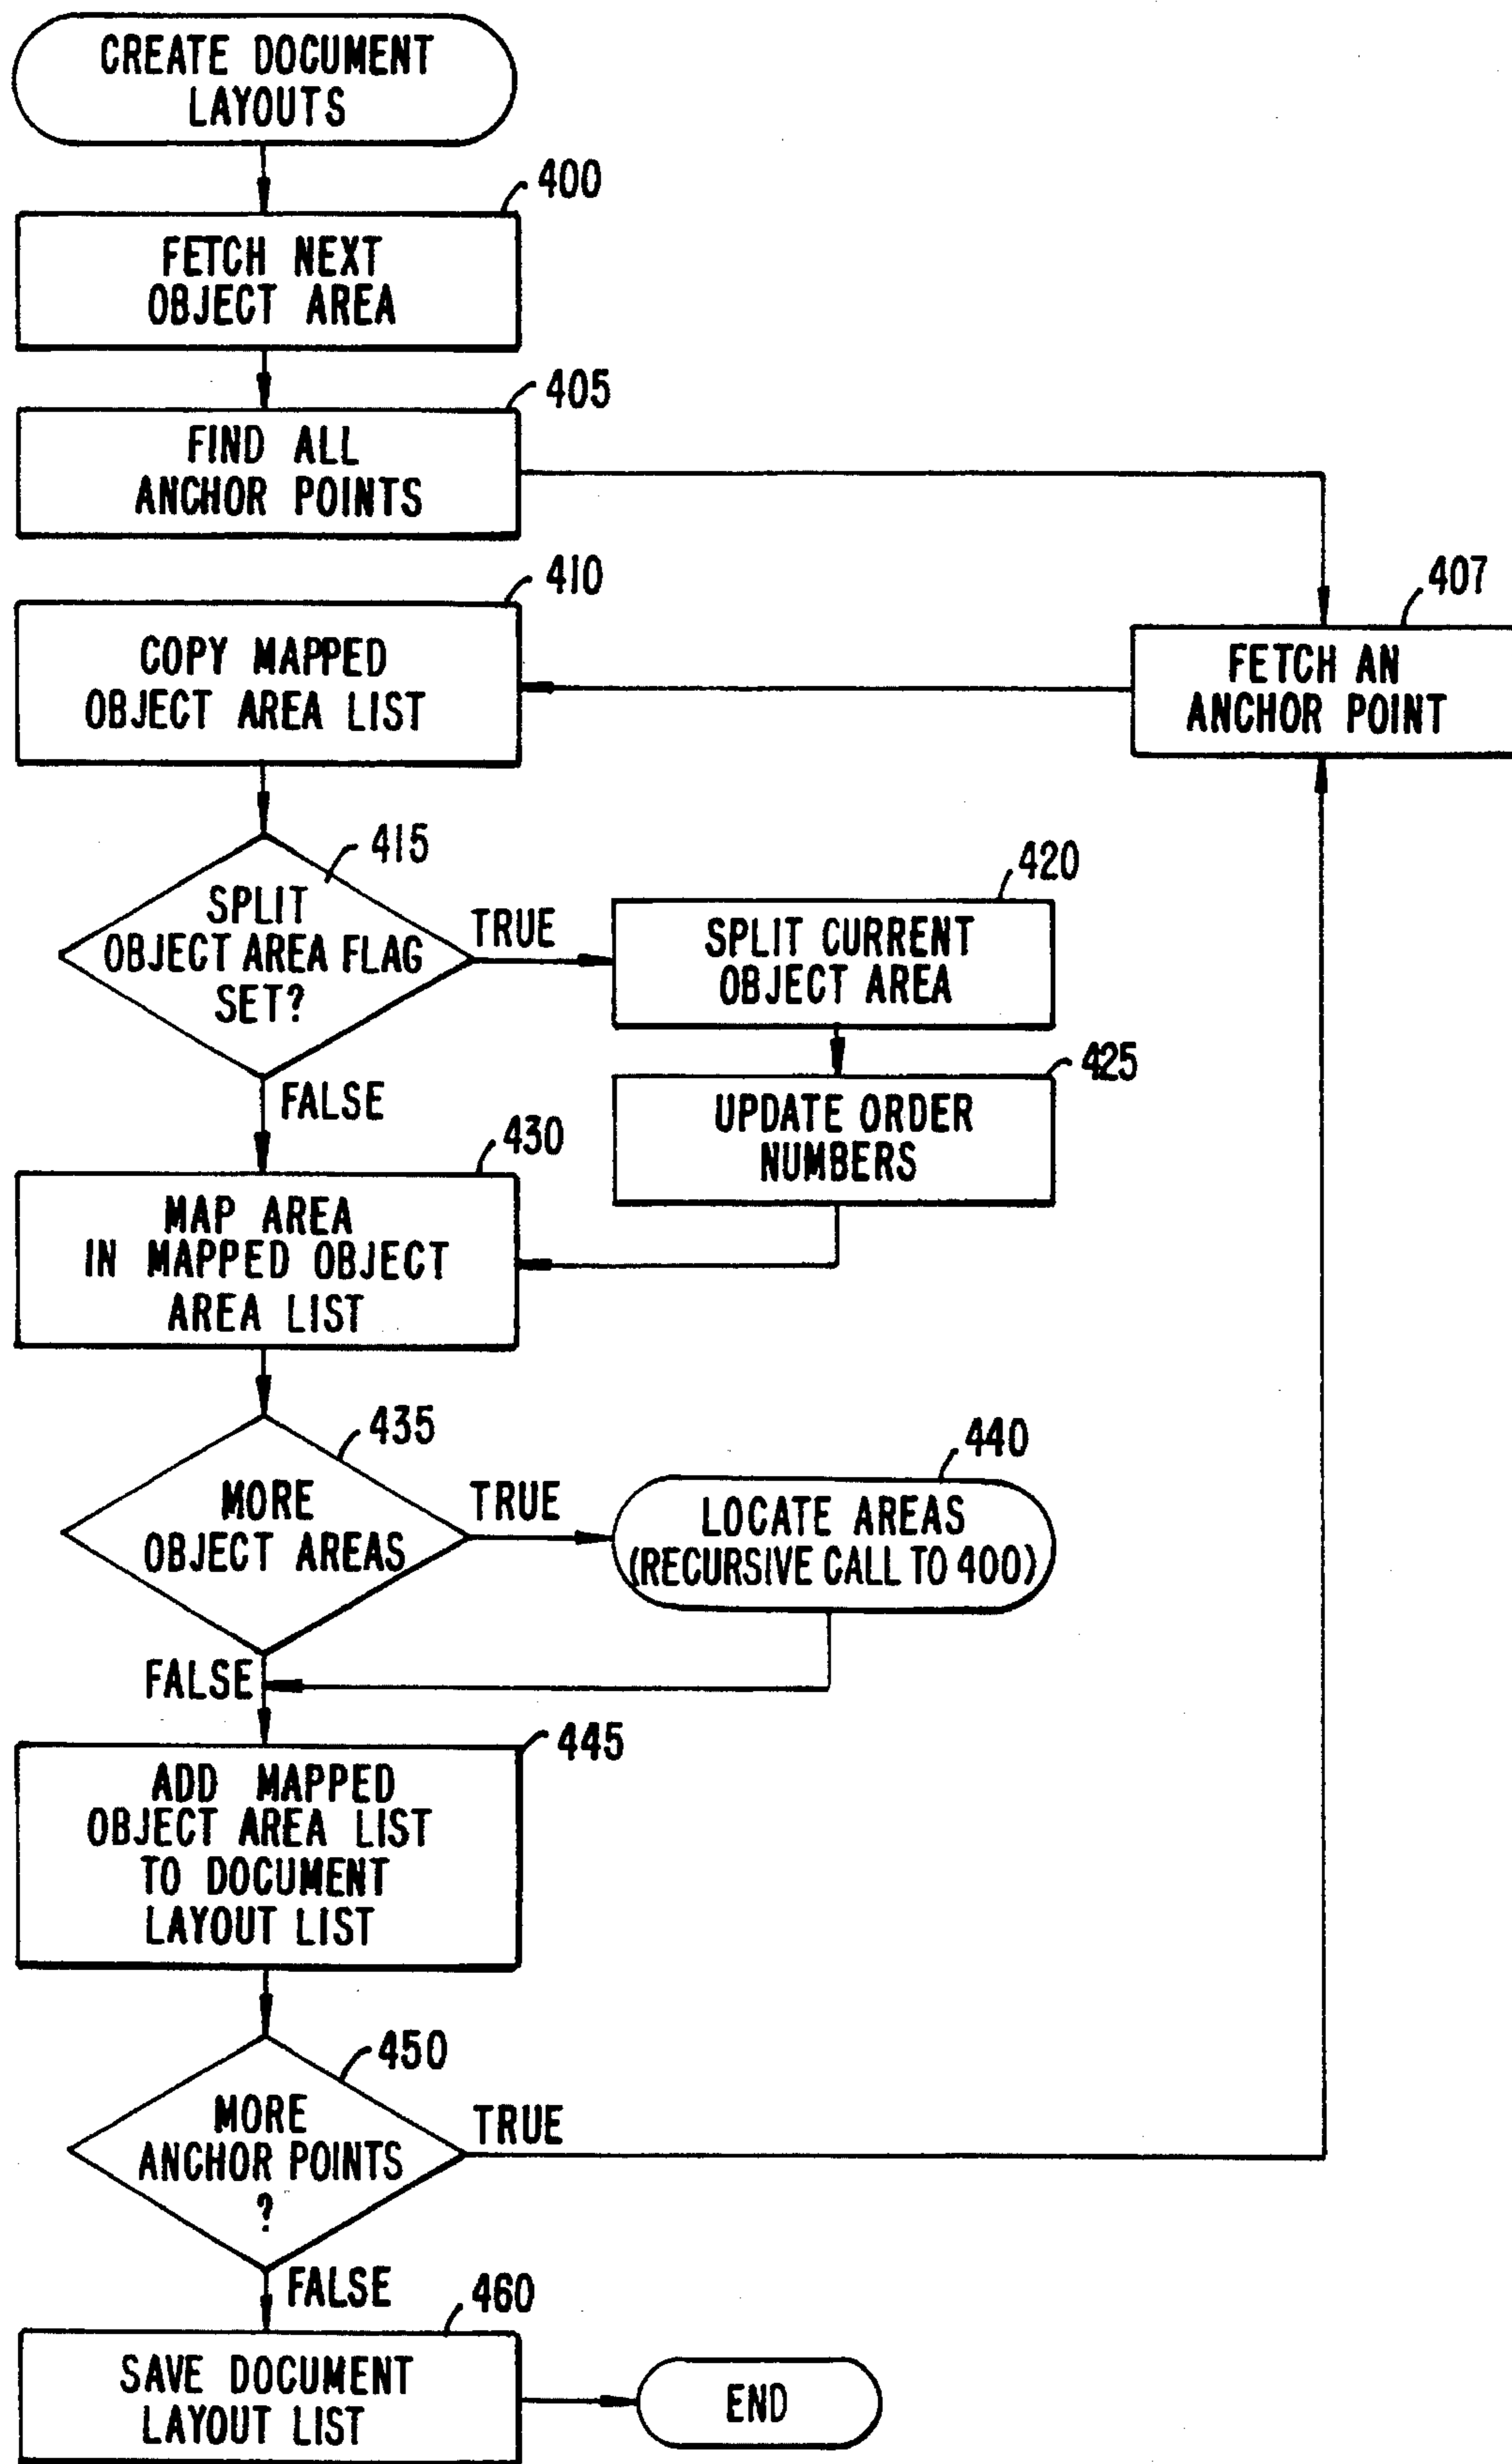 CREATE DOCUMENT
LAYOUTS
400
FETCH NEXT
OBJECT AREA
405
FIND ALL
ANCHOR POINTS
407
FETCH AN
ANCHOR POINT
410
COPY MAPPED
OBJECT AREA LIST
415
SPLIT
OBJECT AREA FLAG
SET?
TRUE
FALSE
420
SPLIT CURRENT
OBJECT AREA
425
UPDATE ORDER
NUMBERS
430
MAP AREA
IN MAPPED OBJECT
AREA LIST
435
MORE
OBJECT AREAS
TRUE
FALSE
440
LOCATE AREAS
(RECURSIVE CALL TO 400)
445
ADD MAPPED
OBJECT AREA LIST
TO DOCUMENT
LAYOUT LIST
450
MORE
ANCHOR POINTS
?
TRUE
FALSE
460
SAVE DOCUMENT
LAYOUT LIST
END